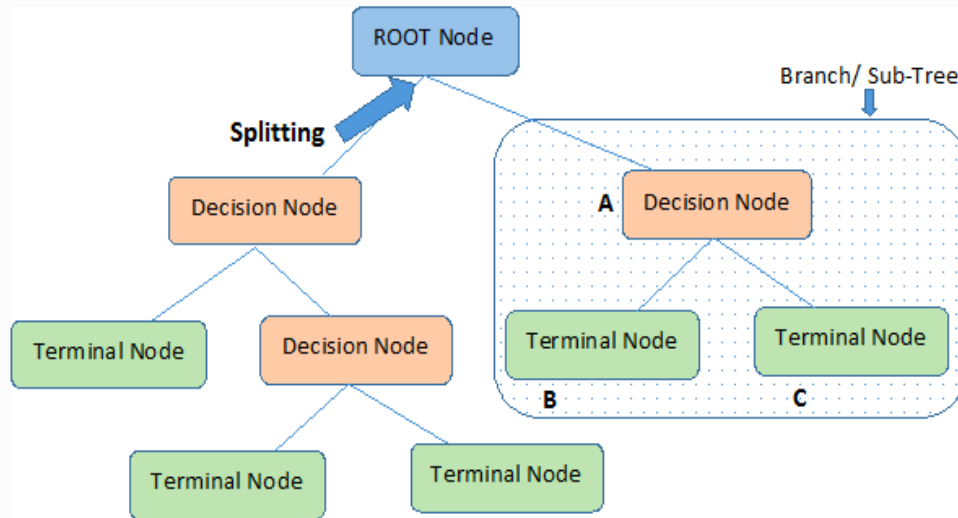 ROOT Node
Branch/ Sub-Tree
Splitting
Decision Node
A
Decision Node
Terminal Node
Decision Node
Terminal Node
Terminal Node
B
C
Terminal Node
Terminal Node